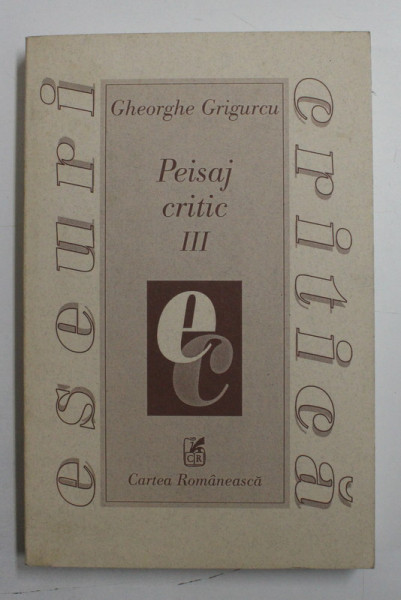 Gheorghe Grigurcu
Peisaj
critic
III
eseuri
critică
ec
CR
Cartea Românească